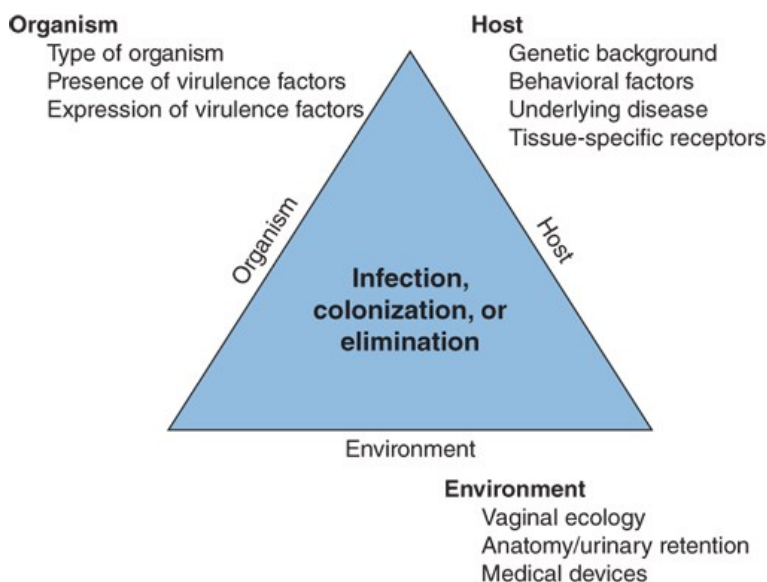 Organism
Type of organism
Presence of virulence factors
Expression of virulence factors
Host
Genetic background
Behavioral factors
Underlying disease
Tissue-specific receptors
Organism
Host
Infection,
colonization, or
elimination
Environment
Environment
Vaginal ecology
Anatomy/urinary retention
Medical devices